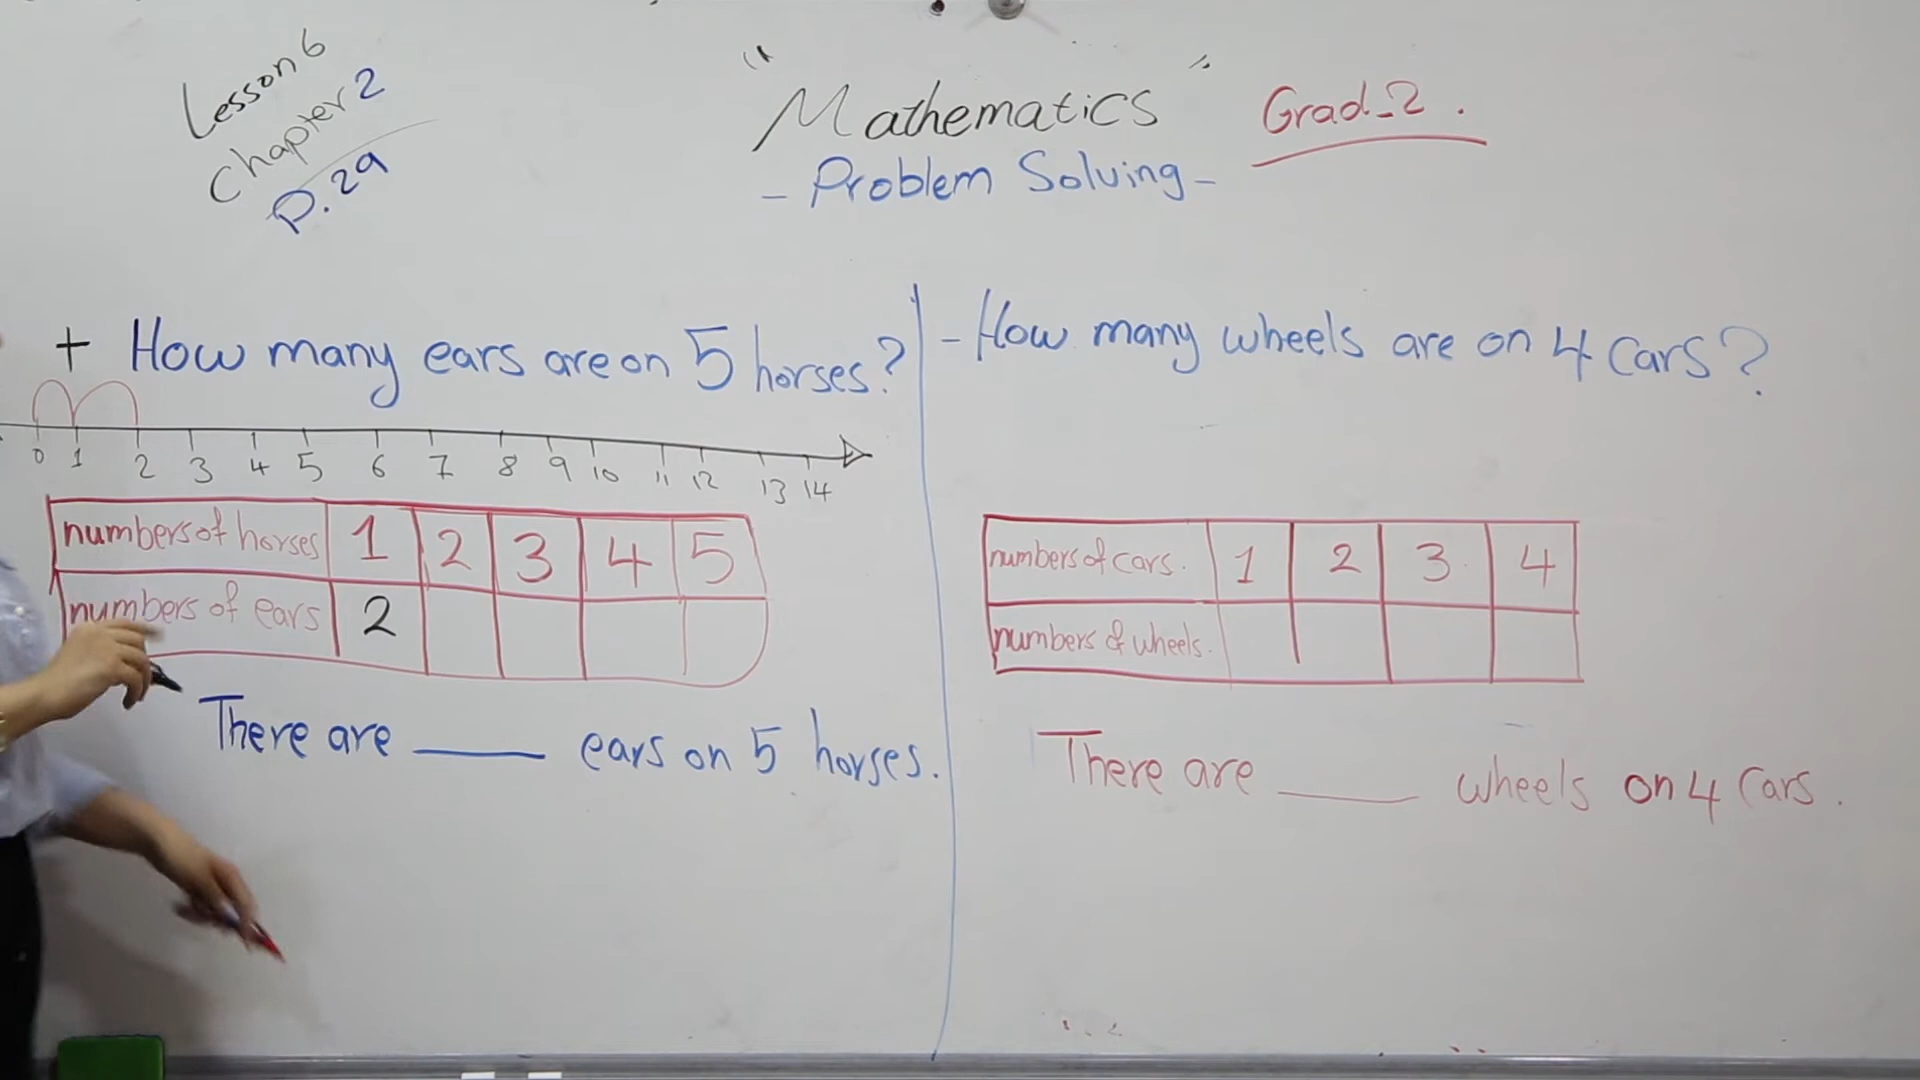 Lesson 6
Chapter 2
P.29
"Mathematics"
Grad-2.
- Problem Solving -
+ How many ears are on 5 horses?
0 1 2 3 4 5 6 7 8 9 10 11 12 13 14
numbers of horses 1 2 3 4 5
numbers of ears 2
There are ____ ears on 5 horses.
- How many wheels are on 4 cars?
numbers of cars. 1 2 3 4
numbers of wheels.
There are ____ wheels on 4 cars.